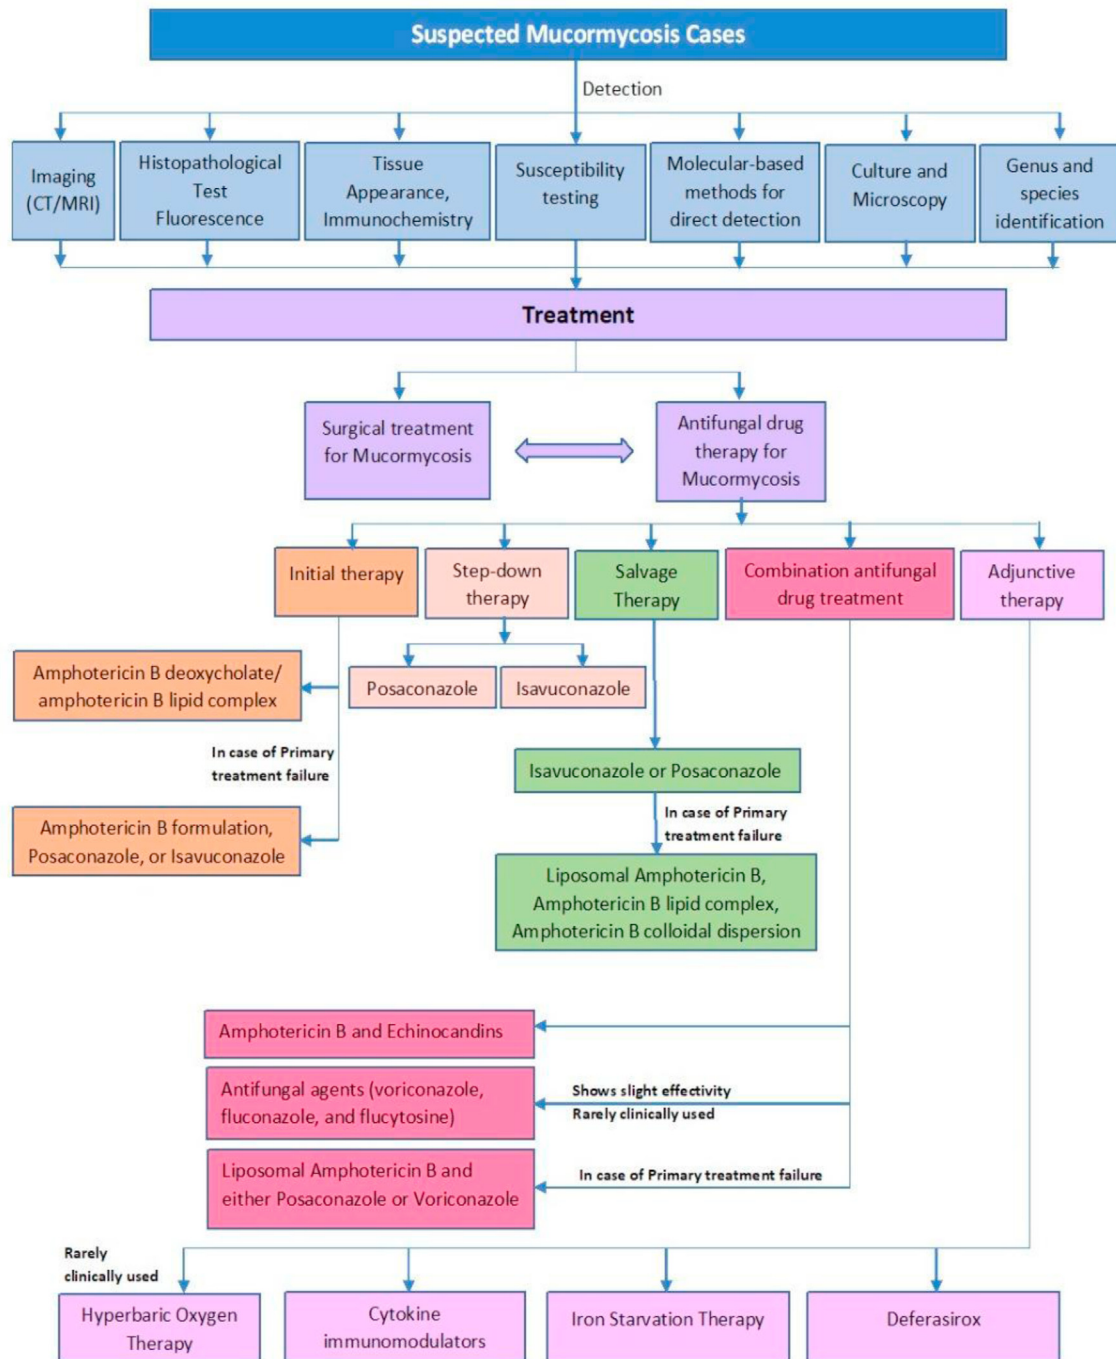 Suspected Mucormycosis Cases
Detection
Imaging
(CT/MRI)
Histopathological
Test
Fluorescence
Tissue
Appearance,
Immunochemistry
Susceptibility
testing
Molecular-based
methods for
direct detection
Culture and
Microscopy
Genus and
species
identification
Treatment
Surgical treatment
for Mucormycosis
Antifungal drug
therapy for
Mucormycosis
Initial therapy
Step-down
therapy
Salvage
Therapy
Combination antifungal
drug treatment
Adjunctive
therapy
Amphotericin B deoxycholate/
amphotericin B lipid complex
Posaconazole
Isavuconazole
In case of Primary
treatment failure
Isavuconazole or Posaconazole
Amphotericin B formulation,
Posaconazole, or Isavuconazole
In case of Primary
treatment failure
Liposomal Amphotericin B,
Amphotericin B lipid complex,
Amphotericin B colloidal dispersion
Amphotericin B and Echinocandins
Antifungal agents (voriconazole,
fluconazole, and flucytosine)
Shows slight effectivity
Rarely clinically used
Liposomal Amphotericin B and
either Posaconazole or Voriconazole
In case of Primary treatment failure
Rarely
clinically used
Hyperbaric Oxygen
Therapy
Cytokine
immunomodulators
Iron Starvation Therapy
Deferasirox